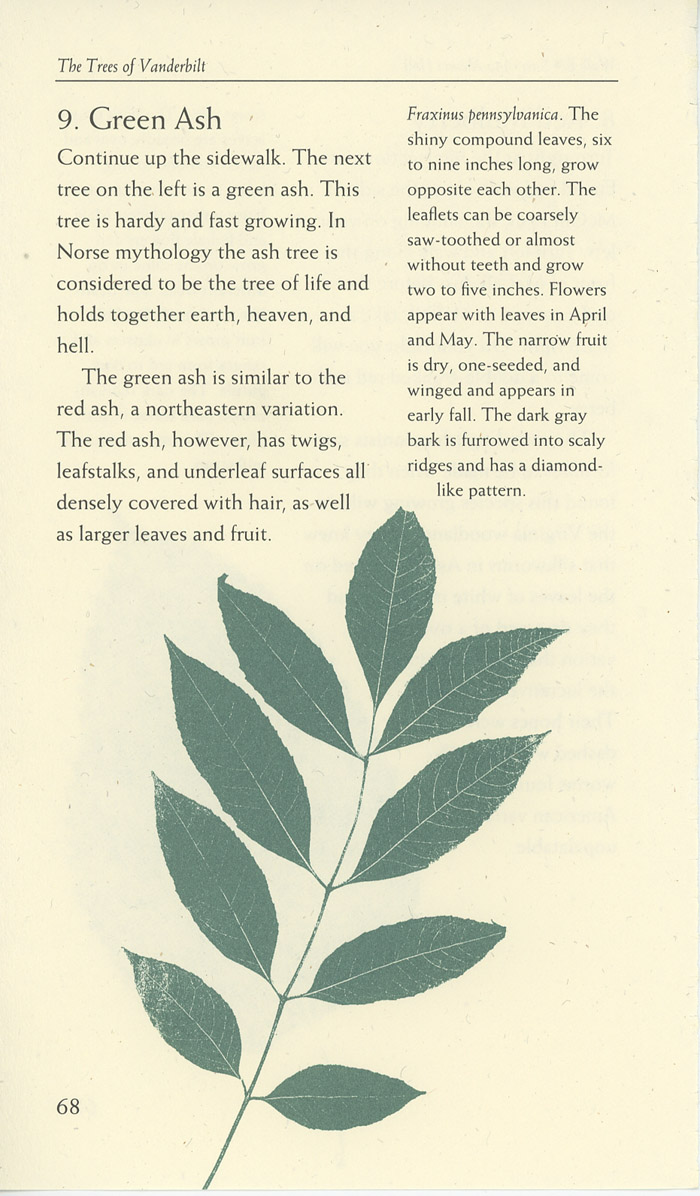 The Trees of Vanderbilt
9. Green Ash
Continue up the sidewalk. The next
tree on the left is a green ash. This
tree is hardy and fast growing. In
Norse mythology the ash tree is
considered to be the tree of life and
holds together earth, heaven, and
hell.
The green ash is similar to the
red ash, a northeastern variation.
The red ash, however, has twigs,
leafstalks, and underleaf surfaces all
densely covered with hair, as well
as larger leaves and fruit.
Fraxinus pennsylvanica. The
shiny compound leaves, six
to nine inches long, grow
opposite each other. The
leaflets can be coarsely
saw-toothed or almost
without teeth and grow
two to five inches. Flowers
appear with leaves in April
and May. The narrow fruit
is dry, one-seeded, and
winged and appears in
early fall. The dark gray
bark is furrowed into scaly
ridges and has a diamond-
like pattern.
68